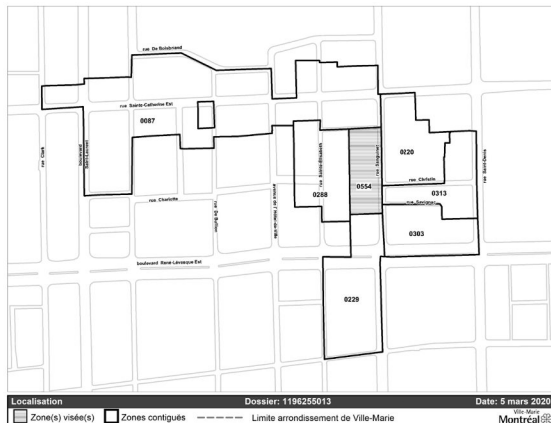 rue De Boisbriand
rue Sainte-Catherine Est
0087
rue Clark
boulevard Saint-Laurent
rue Charlotte
rue De Bullion
avenue de l'Hôtel-de-Ville
rue Sainte-Élisabeth
0288
0554
rue Sanguinet
0220
rue Christin
0313
rue Savignac
0303
rue Saint-Denis
boulevard René-Lévesque Est
0229
Localisation Dossier: 1196255013 Date: 5 mars 2020
Zone(s) visée(s) Zones contiguës Limite arrondissement de Ville-Marie
Ville-Marie
Montréal